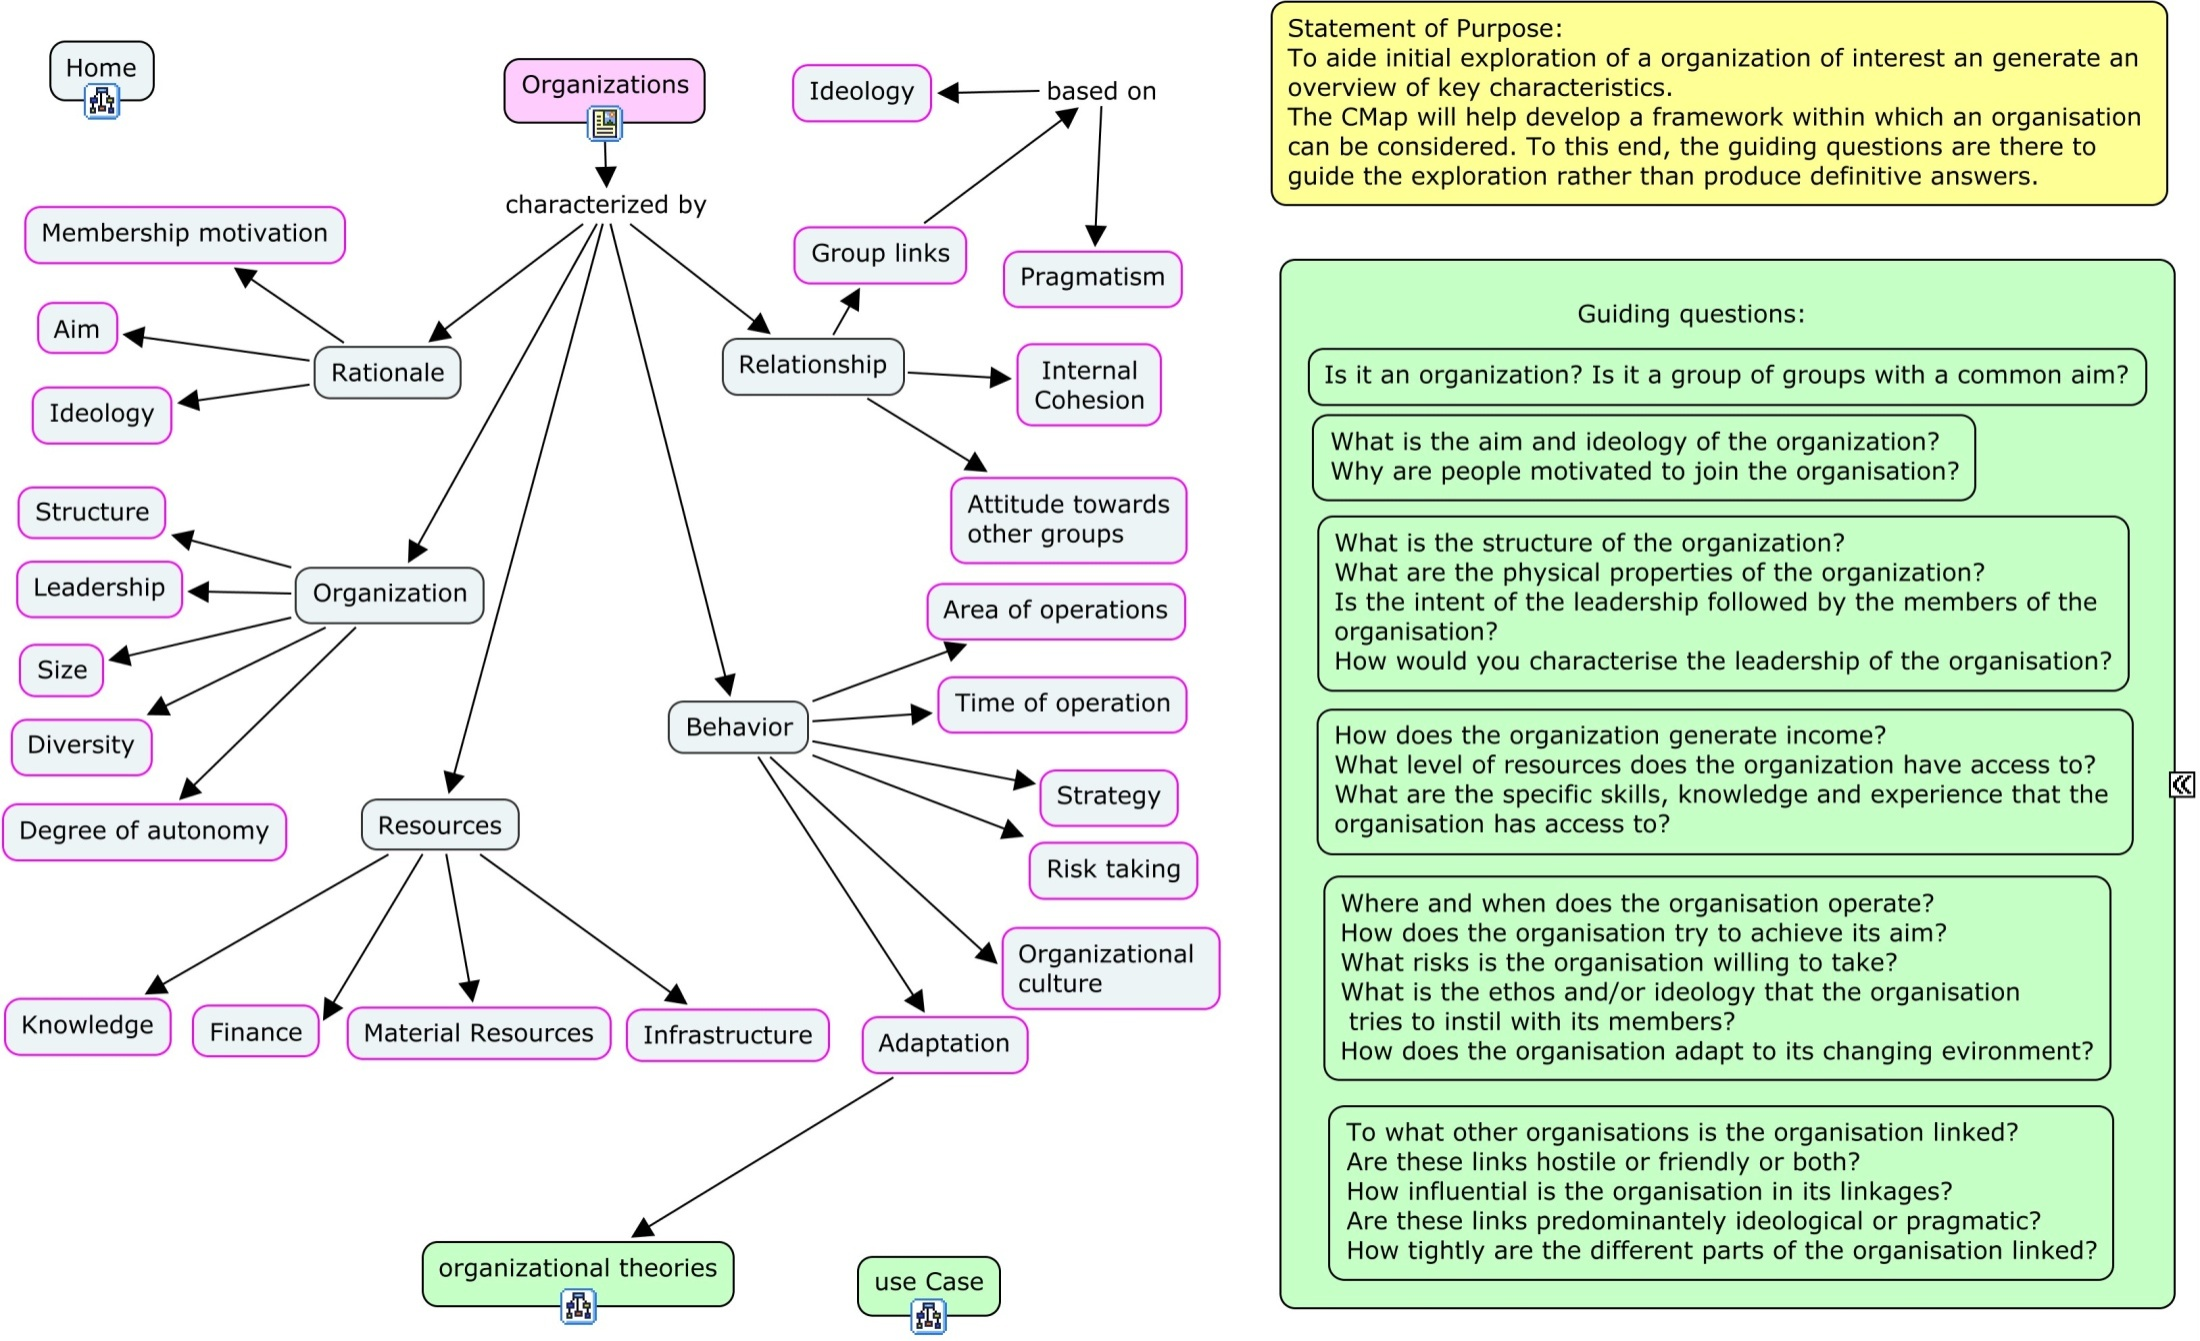 Home
Organizations
characterized by
Ideology
based on
Group links
Pragmatism
Membership motivation
Aim
Ideology
Rationale
Relationship
Internal
Cohesion
Attitude towards
other groups
Structure
Leadership
Size
Diversity
Degree of autonomy
Organization
Area of operations
Time of operation
Behavior
Strategy
Risk taking
Organizational
culture
Adaptation
Resources
Knowledge
Finance
Material Resources
Infrastructure
organizational theories
use Case
Statement of Purpose:
To aide initial exploration of a organization of interest an generate an
overview of key characteristics.
The CMap will help develop a framework within which an organisation
can be considered. To this end, the guiding questions are there to
guide the exploration rather than produce definitive answers.
Guiding questions:
Is it an organization? Is it a group of groups with a common aim?
What is the aim and ideology of the organization?
Why are people motivated to join the organisation?
What is the structure of the organization?
What are the physical properties of the organization?
Is the intent of the leadership followed by the members of the
organisation?
How would you characterise the leadership of the organisation?
How does the organization generate income?
What level of resources does the organization have access to?
What are the specific skills, knowledge and experience that the
organisation has access to?
Where and when does the organisation operate?
How does the organisation try to achieve its aim?
What risks is the organisation willing to take?
What is the ethos and/or ideology that the organisation
tries to instil with its members?
How does the organisation adapt to its changing evironment?
To what other organisations is the organisation linked?
Are these links hostile or friendly or both?
How influential is the organisation in its linkages?
Are these links predominantely ideological or pragmatic?
How tightly are the different parts of the organisation linked?